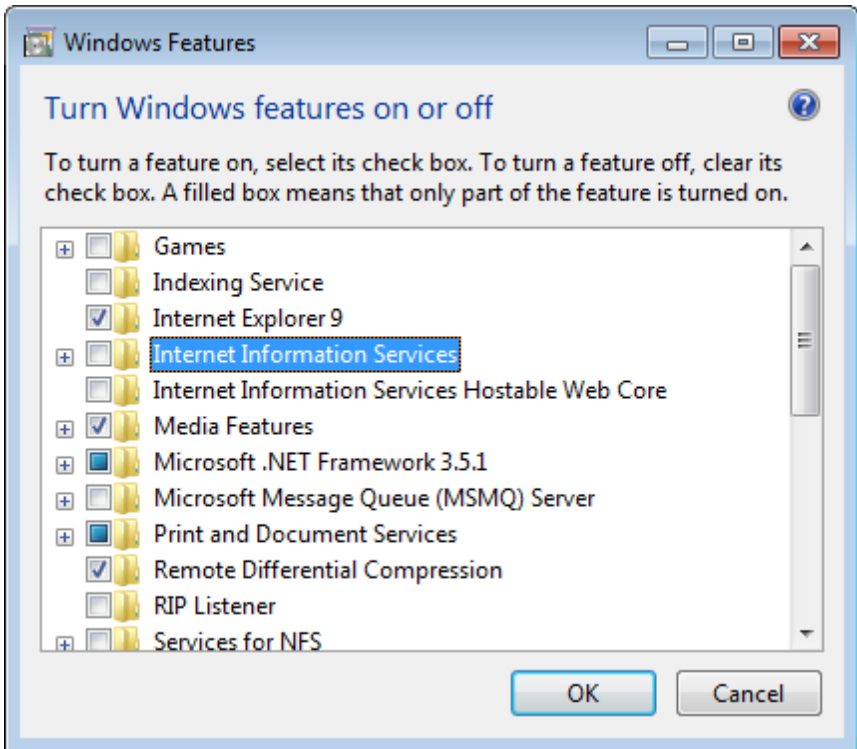 Windows Features
Turn Windows features on or off
To turn a feature on, select its check box. To turn a feature off, clear its
check box. A filled box means that only part of the feature is turned on.
Games
Indexing Service
Internet Explorer 9
Internet Information Services
Internet Information Services Hostable Web Core
Media Features
Microsoft .NET Framework 3.5.1
Microsoft Message Queue (MSMQ) Server
Print and Document Services
Remote Differential Compression
RIP Listener
Services for NFS
OK Cancel